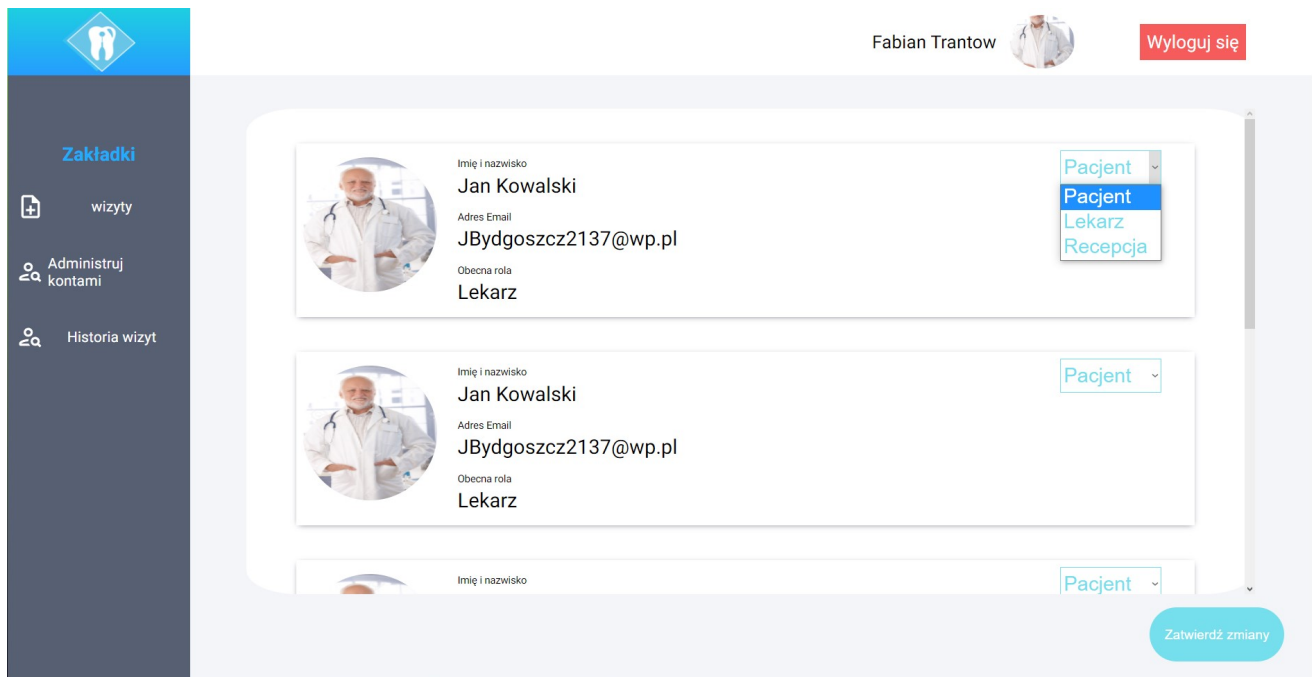 Fabian Trantow
Wyloguj się
Zakładki
wizyty
Administruj
kontami
Historia wizyt
Imię i nazwisko
Jan Kowalski
Adres Email
JBydgoszcz2137@wp.pl
Obecna rola
Lekarz
Pacjent
Pacjent
Lekarz
Recepcja
Imię i nazwisko
Jan Kowalski
Adres Email
JBydgoszcz2137@wp.pl
Obecna rola
Lekarz
Pacjent
Imię i nazwisko
Pacjent
Zatwierdź zmiany